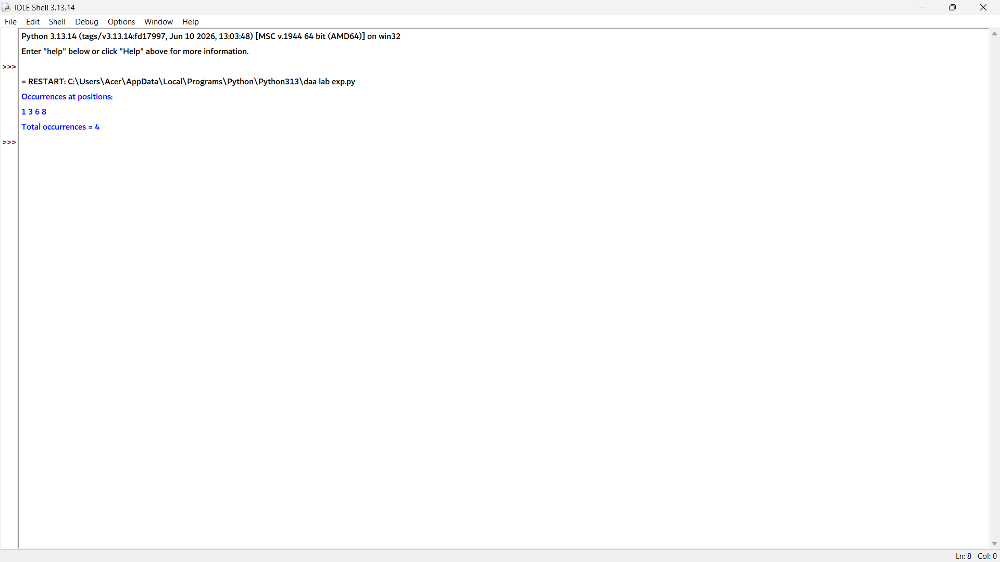 IDLE Shell 3.13.14
File Edit Shell Debug Options Window Help
Python 3.13.14 (tags/v3.13.14:fd17997, Jun 10 2026, 13:03:48) [MSC v.1944 64 bit (AMD64)] on win32
Enter "help" below or click "Help" above for more information.
>>>
= RESTART: C:\Users\Acer\AppData\Local\Programs\Python\Python313\daa lab exp.py
Occurrences at positions:
1 3 6 8
Total occurrences = 4
>>>
Ln: 8 Col: 0